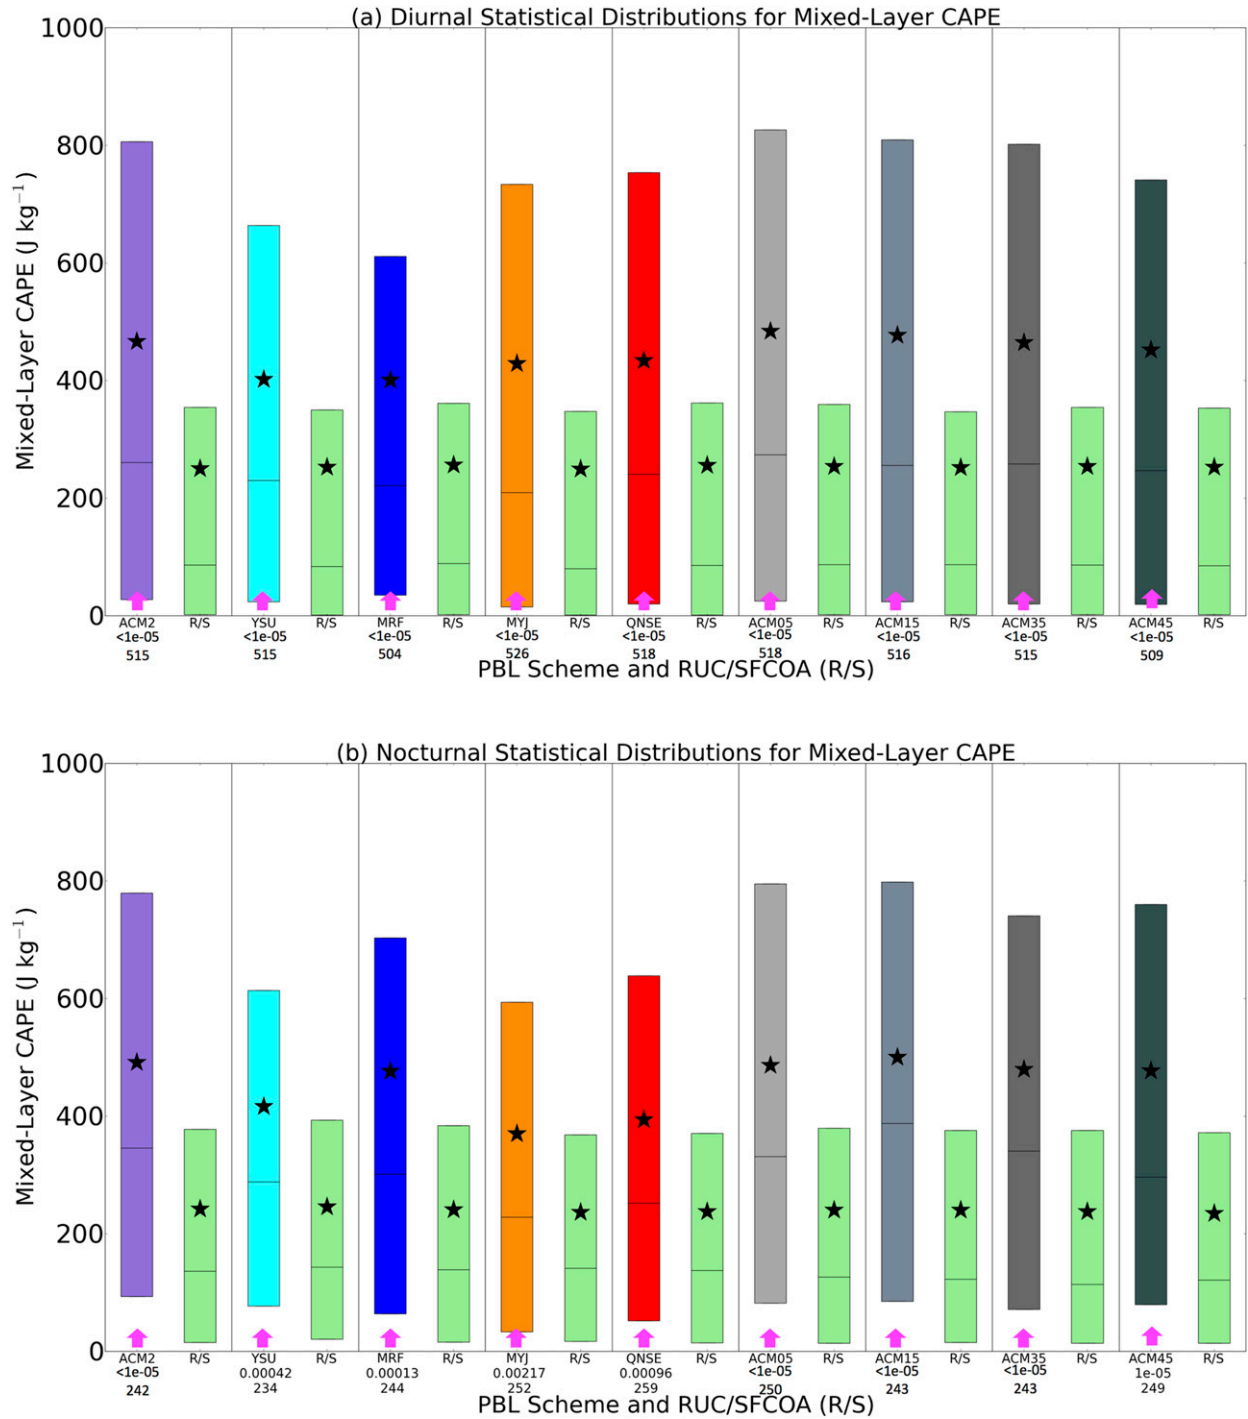 (a) Diurnal Statistical Distributions for Mixed-Layer CAPE
1000
800
600
400
200
0
Mixed-Layer CAPE (J kg⁻¹)
ACM2 R/S YSU R/S MRF R/S MYJ R/S QNSE R/S ACM05 R/S ACM15 R/S ACM35 R/S ACM45 R/S
<1e-05 <1e-05 <1e-05 <1e-05 <1e-05 <1e-05 <1e-05 <1e-05 <1e-05
515 515 504 526 518 518 516 515 509
PBL Scheme and RUC/SFCOA (R/S)
(b) Nocturnal Statistical Distributions for Mixed-Layer CAPE
1000
800
600
400
200
0
Mixed-Layer CAPE (J kg⁻¹)
ACM2 R/S YSU R/S MRF R/S MYJ R/S QNSE R/S ACM05 R/S ACM15 R/S ACM35 R/S ACM45 R/S
<1e-05 0.00042 0.00013 0.00217 0.00096 <1e-05 <1e-05 <1e-05 1e-05
242 234 244 252 259 250 243 243 249
PBL Scheme and RUC/SFCOA (R/S)